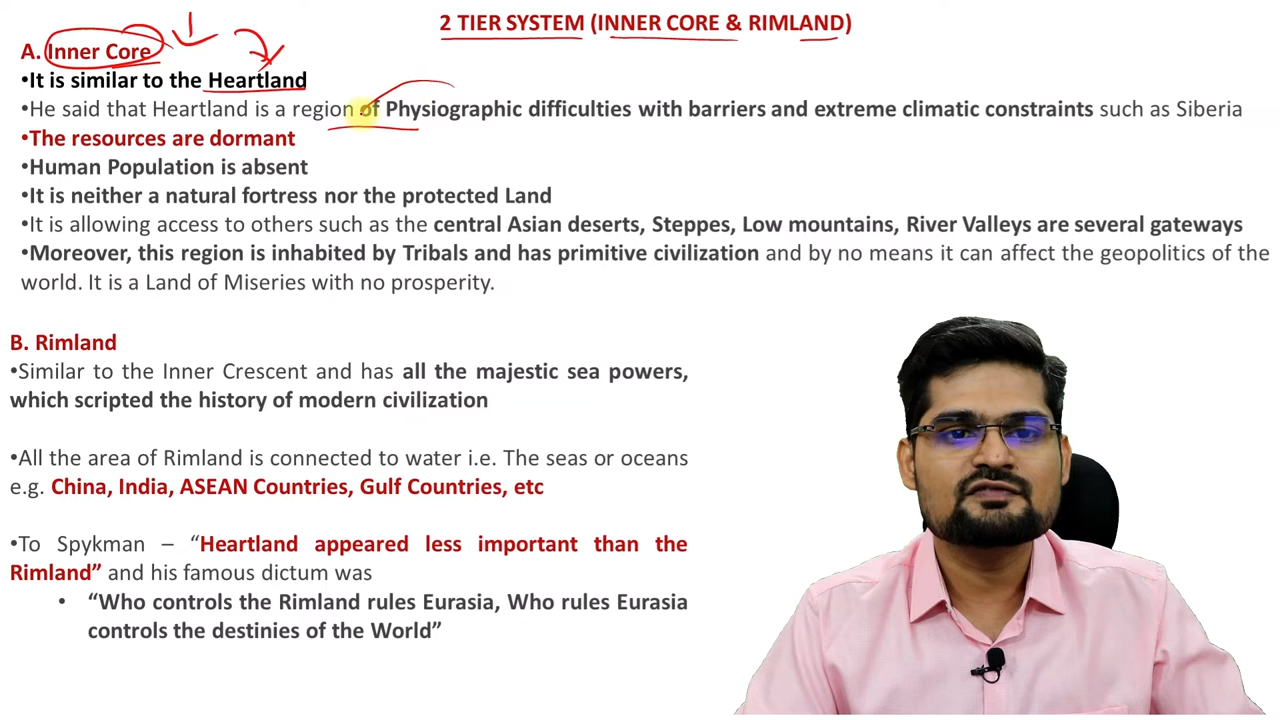 2 TIER SYSTEM (INNER CORE & RIMLAND)
A. Inner Core
•It is similar to the Heartland
•He said that Heartland is a region of Physiographic difficulties with barriers and extreme climatic constraints such as Siberia
•The resources are dormant
•Human Population is absent
•It is neither a natural fortress nor the protected Land
•It is allowing access to others such as the central Asian deserts, Steppes, Low mountains, River Valleys are several gateways
•Moreover, this region is inhabited by Tribals and has primitive civilization and by no means it can affect the geopolitics of the
world. It is a Land of Miseries with no prosperity.
B. Rimland
•Similar to the Inner Crescent and has all the majestic sea powers,
which scripted the history of modern civilization
•All the area of Rimland is connected to water i.e. The seas or oceans
e.g. China, India, ASEAN Countries, Gulf Countries, etc
•To Spykman – “Heartland appeared less important than the
Rimland” and his famous dictum was
• “Who controls the Rimland rules Eurasia, Who rules Eurasia
controls the destinies of the World”